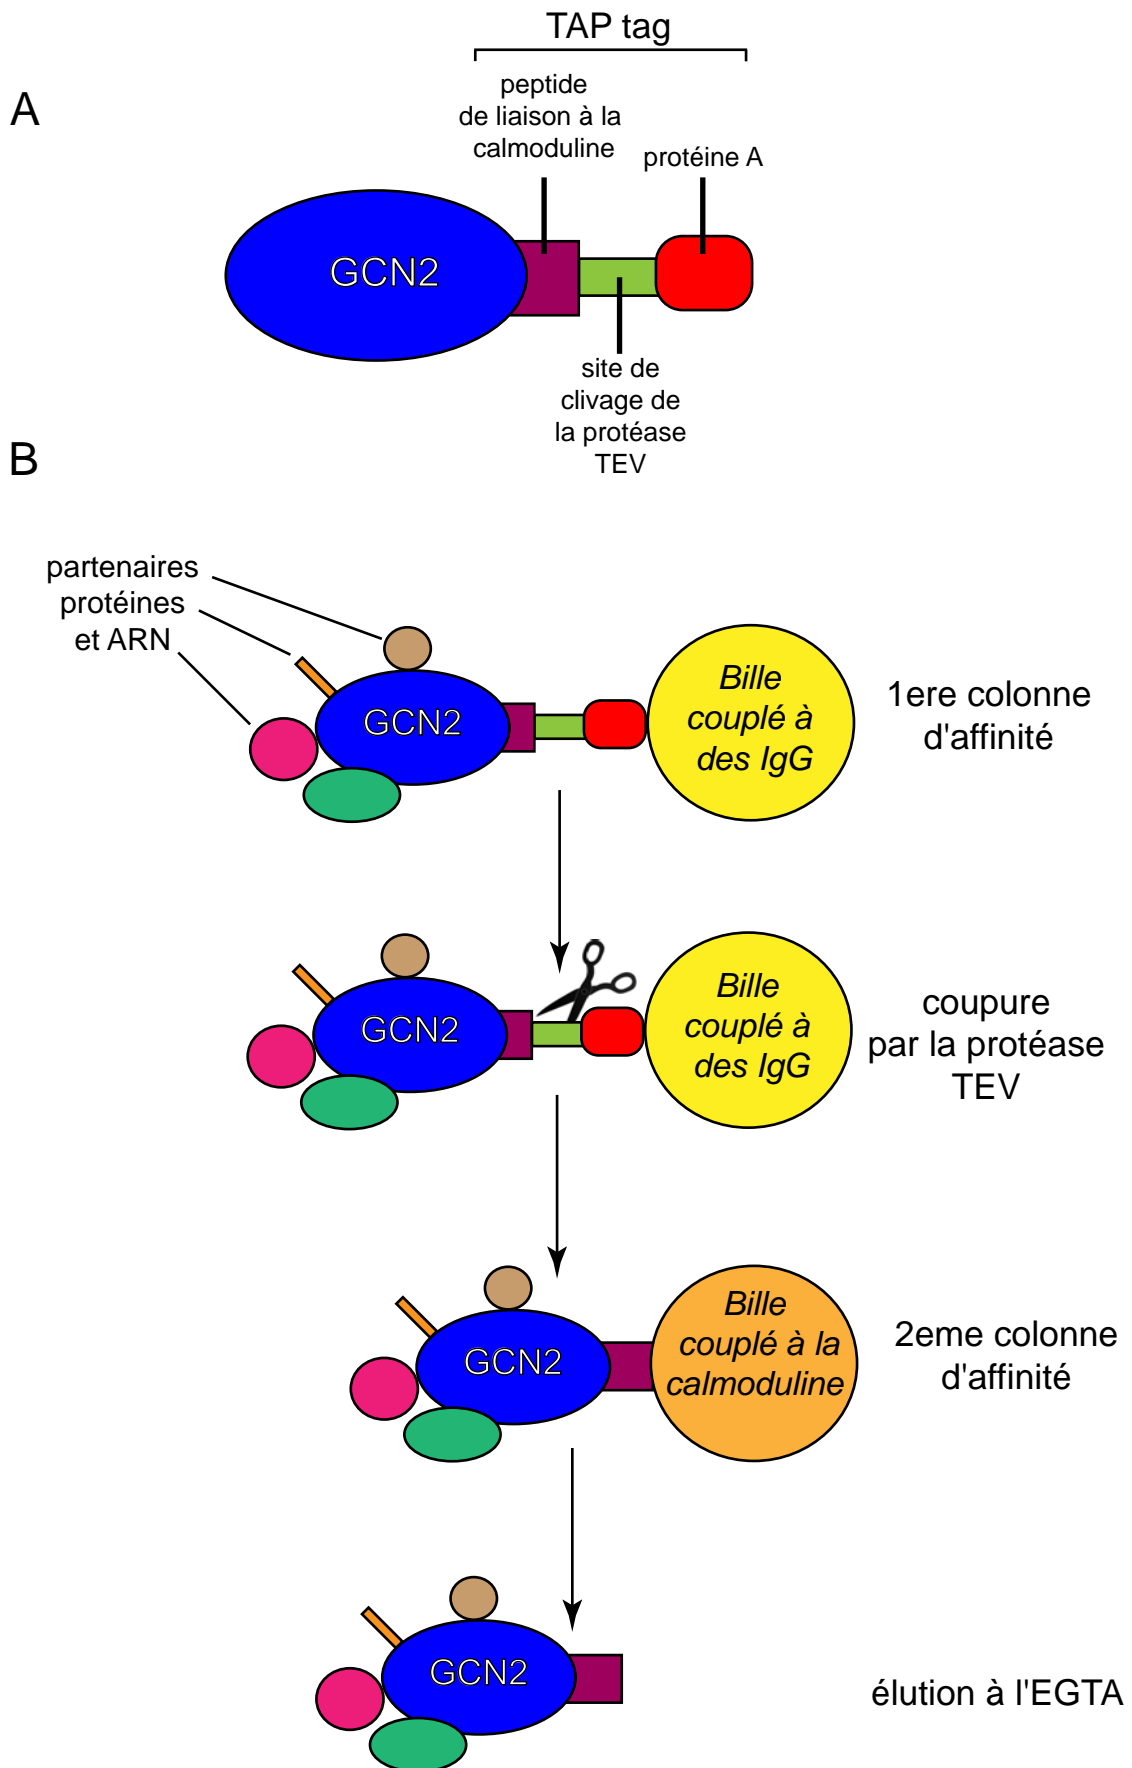 TAP tag
A
peptide
de liaison à la
calmoduline
protéine A
GCN2
site de
clivage de
la protéase
TEV
B
partenaires
protéines
et ARN
GCN2
Bille
couplé à
des IgG
1ere colonne
d'affinité
GCN2
Bille
couplé à
des IgG
coupure
par la protéase
TEV
GCN2
Bille
couplé à la
calmoduline
2eme colonne
d'affinité
GCN2
élution à l'EGTA